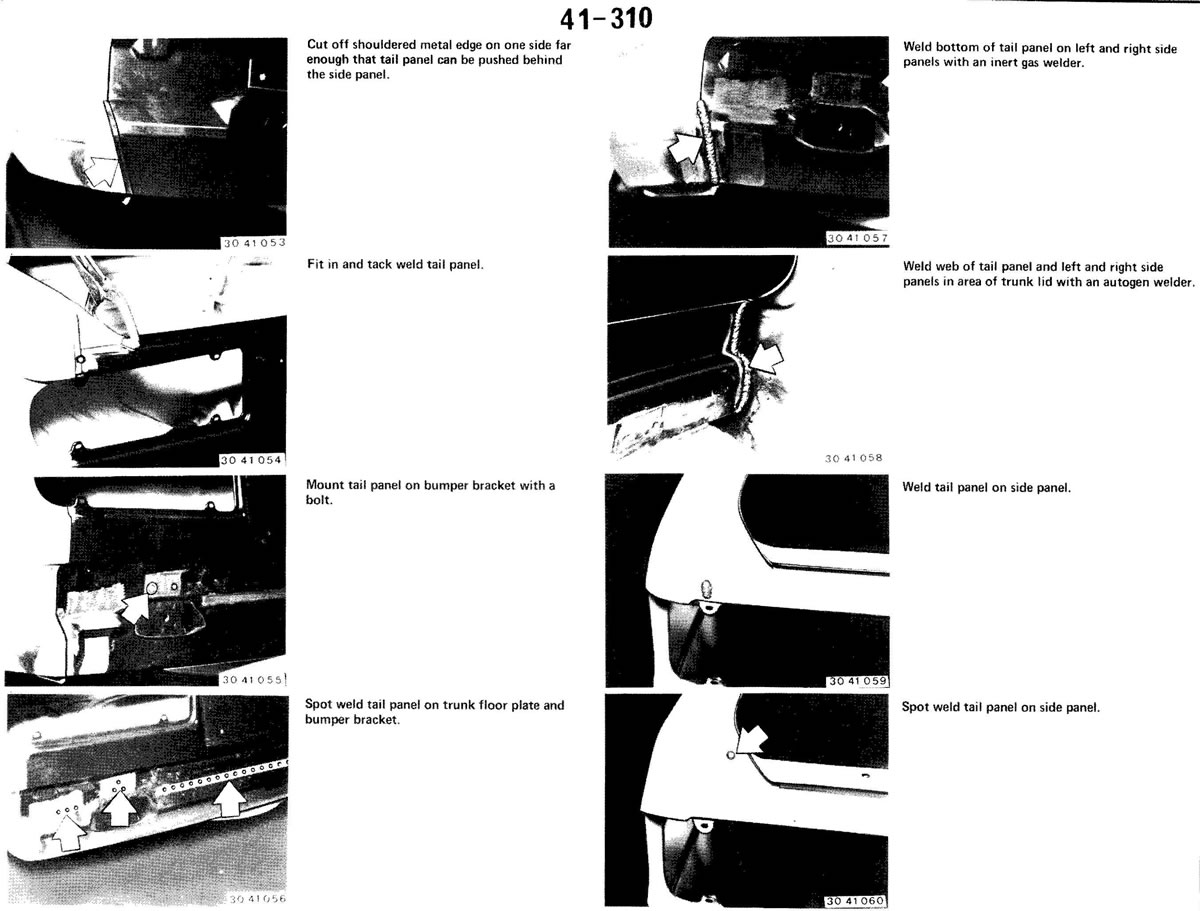 41-310
Cut off shouldered metal edge on one side far
enough that tail panel can be pushed behind
the side panel.
30 41 053
Fit in and tack weld tail panel.
30 41 054
Mount tail panel on bumper bracket with a
bolt.
30 41 055
Spot weld tail panel on trunk floor plate and
bumper bracket.
30 41 056
Weld bottom of tail panel on left and right side
panels with an inert gas welder.
30 41 057
Weld web of tail panel and left and right side
panels in area of trunk lid with an autogen welder.
30 41 058
Weld tail panel on side panel.
30 41 059
Spot weld tail panel on side panel.
30 41 060